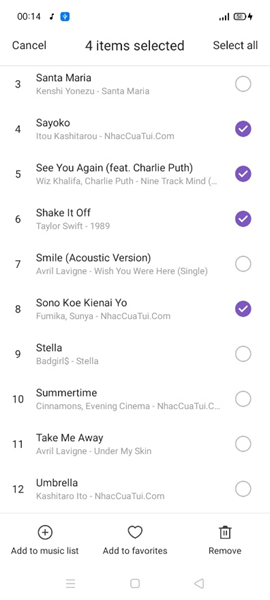 00:14
Cancel 4 items selected Select all
3 Santa Maria
Kenshi Yonezu - Santa Maria
4 Sayoko
Itou Kashitarou - NhacCuaTui.Com
5 See You Again (feat. Charlie Puth)
Wiz Khalifa, Charlie Puth - Nine Track Mind (...
6 Shake It Off
Taylor Swift - 1989
7 Smile (Acoustic Version)
Avril Lavigne - Wish You Were Here (Single)
8 Sono Koe Kienai Yo
Fumika, Sunya - NhacCuaTui.Com
9 Stella
Badgirl$ - Stella
10 Summertime
Cinnamons, Evening Cinema - NhacCuaTui.C...
11 Take Me Away
Avril Lavigne - Under My Skin
12 Umbrella
Kashitaro Ito - NhacCuaTui.Com
Add to music list Add to favorites Remove